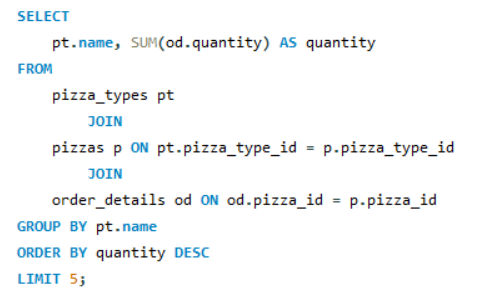 SELECT
    pt.name, SUM(od.quantity) AS quantity
FROM
    pizza_types pt
        JOIN
    pizzas p ON pt.pizza_type_id = p.pizza_type_id
        JOIN
    order_details od ON od.pizza_id = p.pizza_id
GROUP BY pt.name
ORDER BY quantity DESC
LIMIT 5;